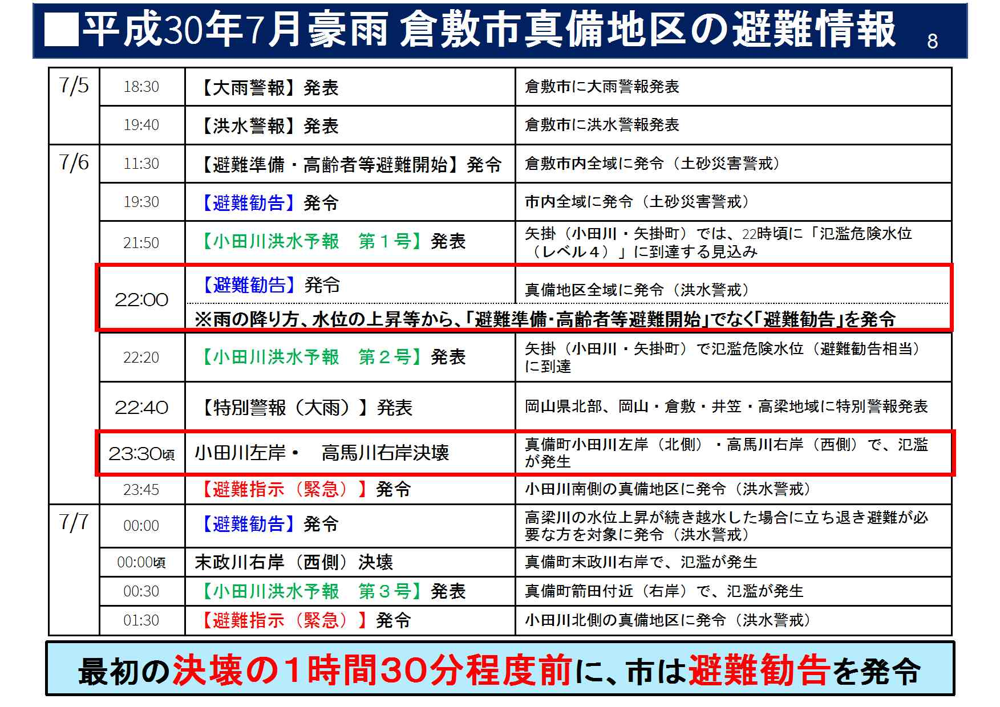 ■平成30年7月豪雨 倉敷市真備地区の避難情報 8
7/5 18:30 【大雨警報】発表 倉敷市に大雨警報発表
19:40 【洪水警報】発表 倉敷市に洪水警報発表
7/6 11:30 【避難準備・高齢者等避難開始】発令 倉敷市内全域に発令（土砂災害警戒）
19:30 【避難勧告】発令 市内全域に発令（土砂災害警戒）
21:50 【小田川洪水予報　第１号】発表 矢掛（小田川・矢掛町）では、22時頃に「氾濫危険水位
（レベル４）」に到達する見込み
22:00 【避難勧告】発令 真備地区全域に発令（洪水警戒）
※雨の降り方、水位の上昇等から、「避難準備・高齢者等避難開始」でなく「避難勧告」を発令
22:20 【小田川洪水予報　第２号】発表 矢掛（小田川・矢掛町）で氾濫危険水位（避難勧告相当）
に到達
22:40 【特別警報（大雨）】発表 岡山県北部、岡山・倉敷・井笠・高梁地域に特別警報発表
23:30頃 小田川左岸・　高馬川右岸決壊 真備町小田川左岸（北側）・高馬川右岸（西側）で、氾濫
が発生
23:45 【避難指示（緊急）】発令 小田川南側の真備地区に発令（洪水警戒）
7/7 00:00 【避難勧告】発令 高梁川の水位上昇が続き越水した場合に立ち退き避難が必
要な方を対象に発令（洪水警戒）
00:00頃 末政川右岸（西側）決壊 真備町末政川右岸で、氾濫が発生
00:30 【小田川洪水予報　第３号】発表 真備町箭田付近（右岸）で、氾濫が発生
01:30 【避難指示（緊急）】発令 小田川北側の真備地区に発令（洪水警戒）
最初の決壊の１時間３０分程度前に、市は避難勧告を発令